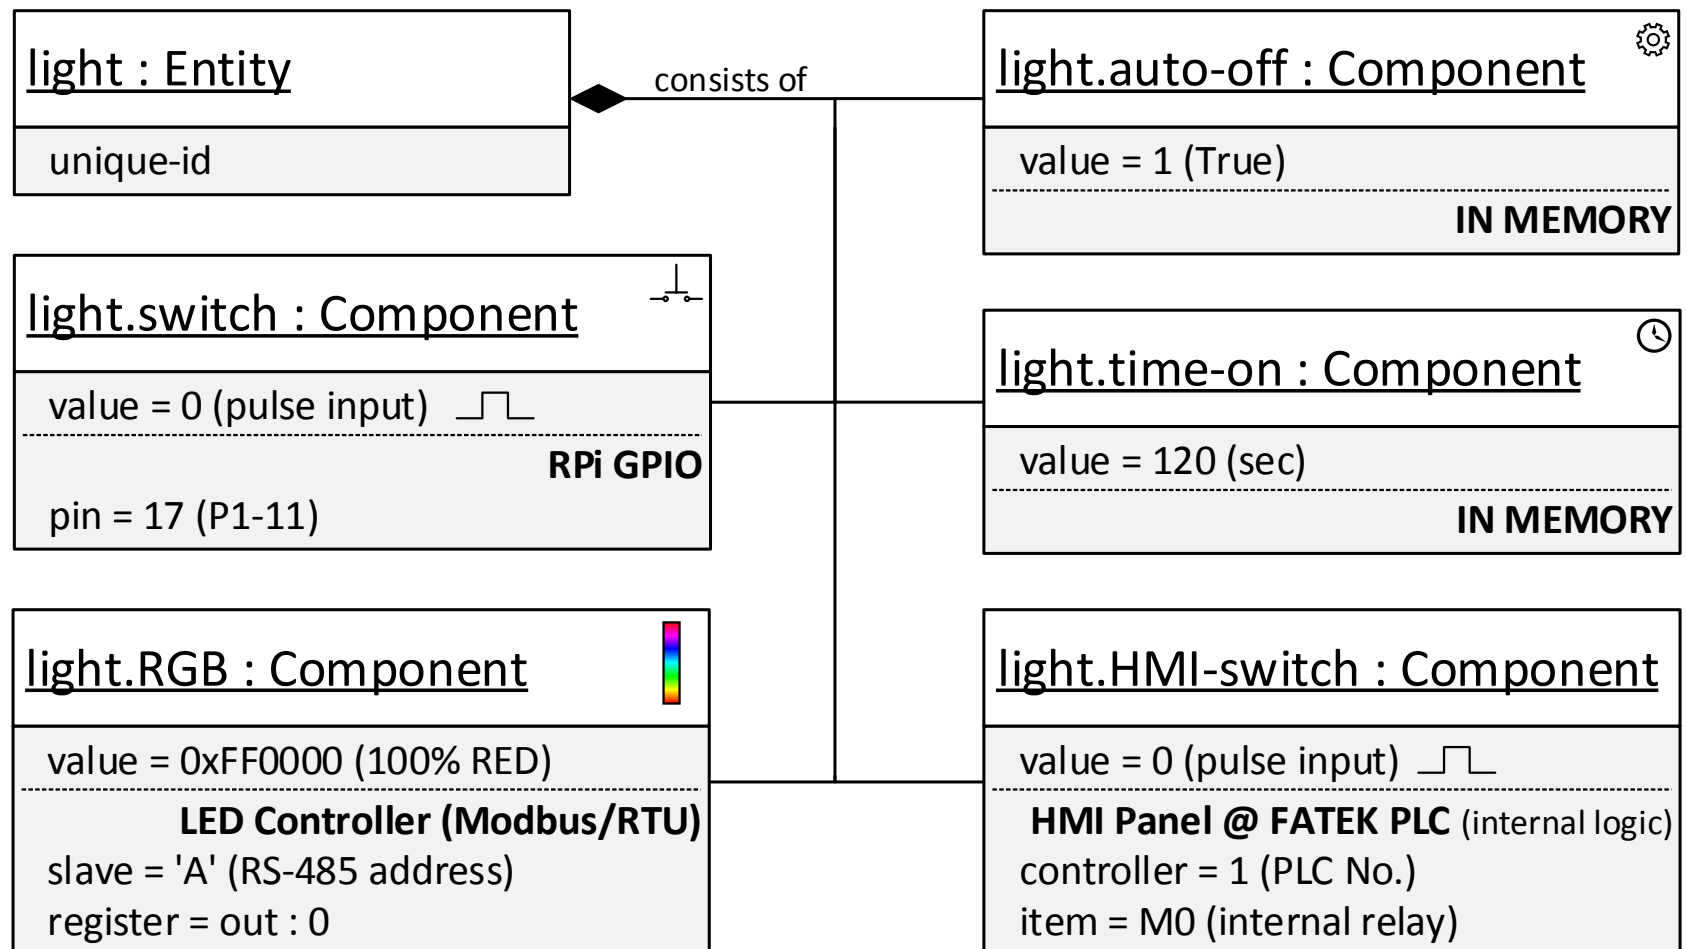 light : Entity
unique-id
consists of
light.auto-off : Component
value = 1 (True)
IN MEMORY
light.switch : Component
value = 0 (pulse input)
RPi GPIO
pin = 17 (P1-11)
light.time-on : Component
value = 120 (sec)
IN MEMORY
light.RGB : Component
value = 0xFF0000 (100% RED)
LED Controller (Modbus/RTU)
slave = 'A' (RS-485 address)
register = out : 0
light.HMI-switch : Component
value = 0 (pulse input)
HMI Panel @ FATEK PLC (internal logic)
controller = 1 (PLC No.)
item = M0 (internal relay)